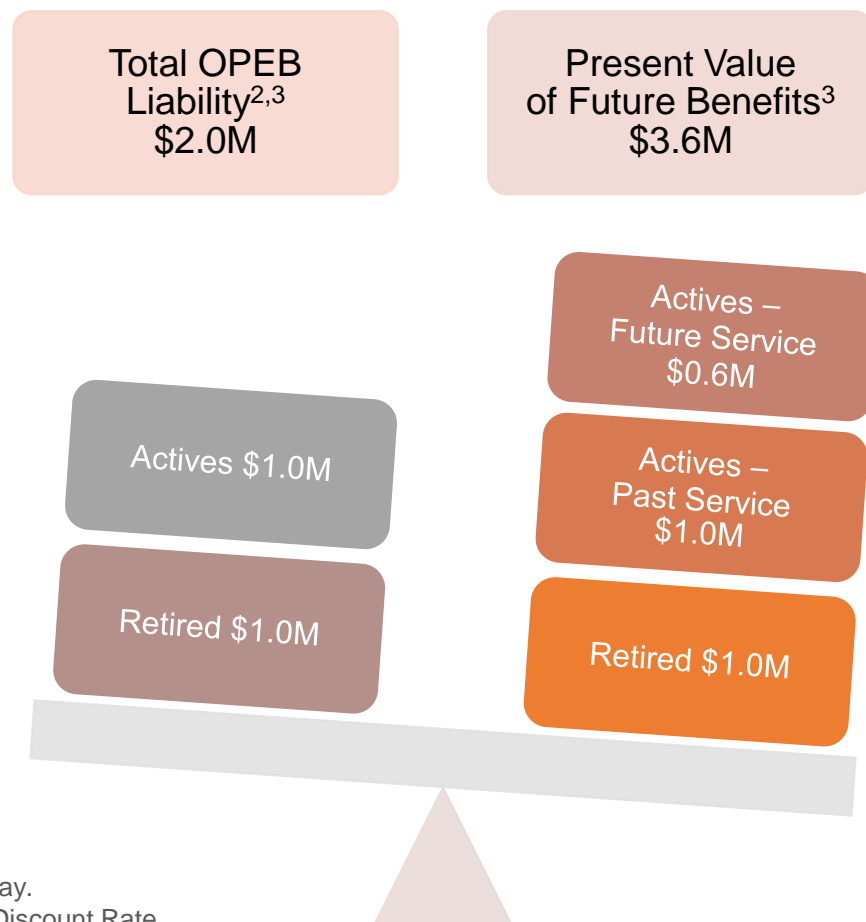 Total OPEB
Liability2,3
$2.0M
Present Value
of Future Benefits3
$3.6M
Actives –
Future Service
$0.6M
Actives $1.0M
Actives –
Past Service
$1.0M
Retired $1.0M
Retired $1.0M
ay.
Discount Rate